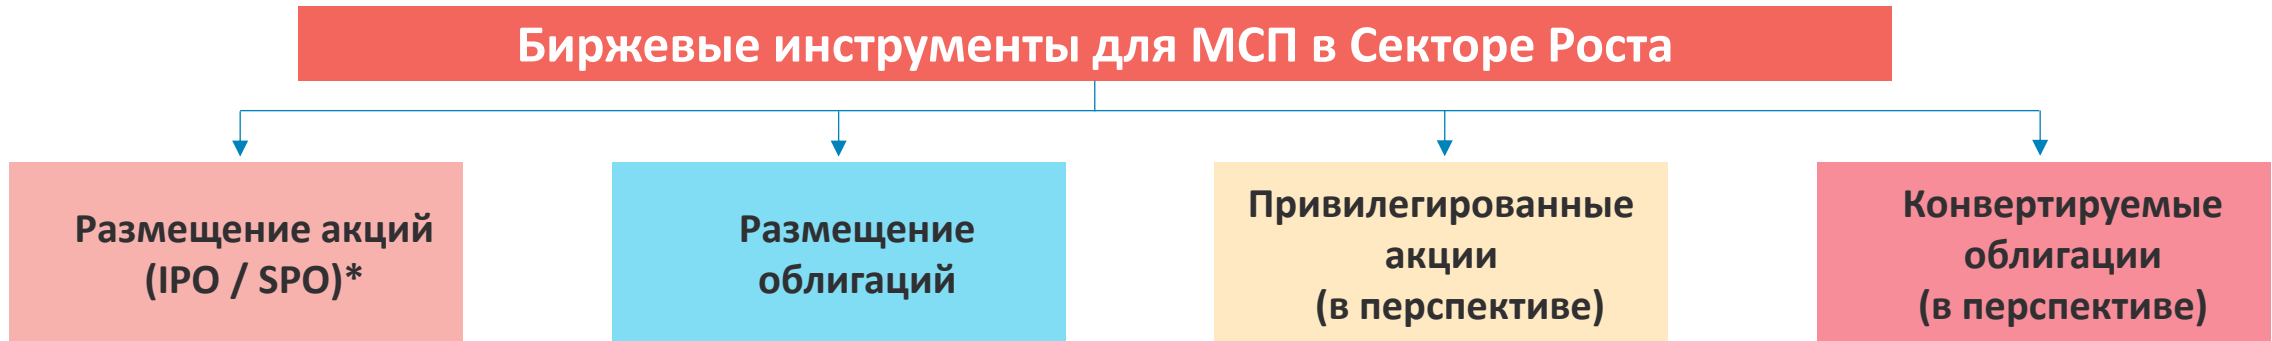 Биржевые инструменты для МСП в Секторе Роста
Размещение акций
(IPO / SPO)*
Размещение
облигаций
Привилегированные
акции
(в перспективе)
Конвертируемые
облигации
(в перспективе)